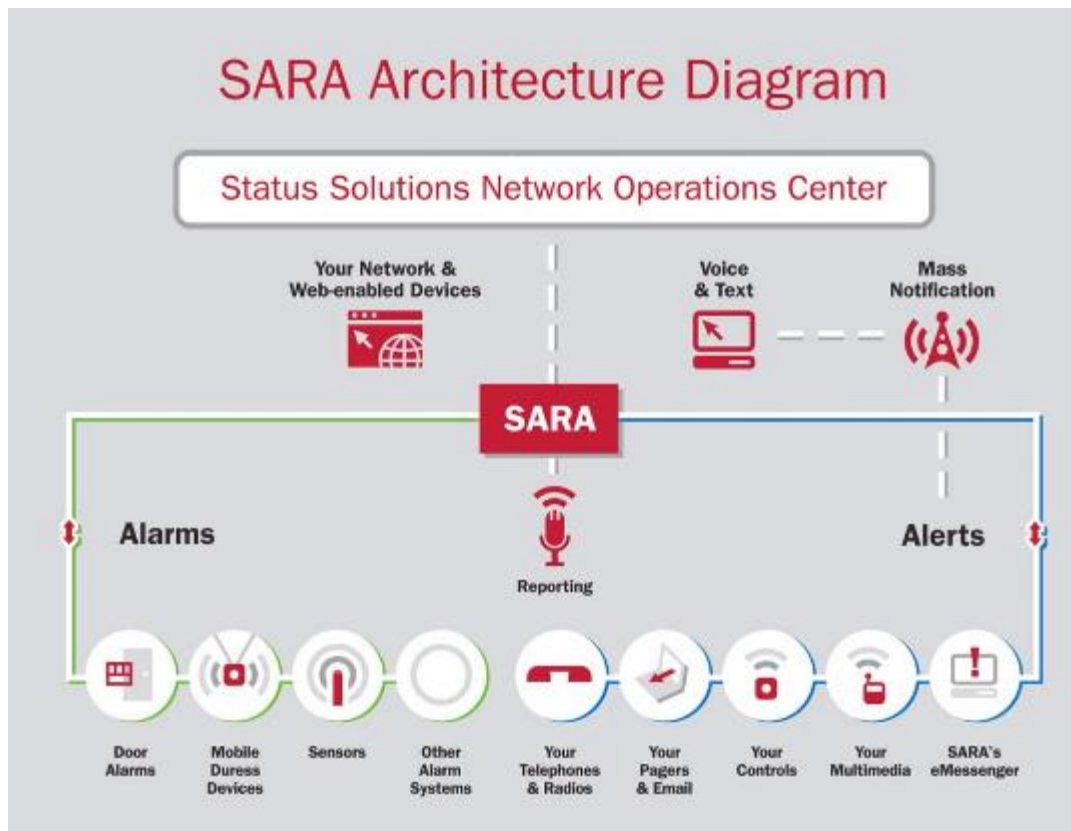 SARA Architecture Diagram
Status Solutions Network Operations Center
Your Network &
Web-enabled Devices
Voice
& Text
Mass
Notification
SARA
Alarms
Alerts
Reporting
Door
Alarms
Mobile
Duress
Devices
Sensors
Other
Alarm
Systems
Your
Telephones
& Radios
Your
Pagers
& Email
Your
Controls
Your
Multimedia
SARA's
eMessenger